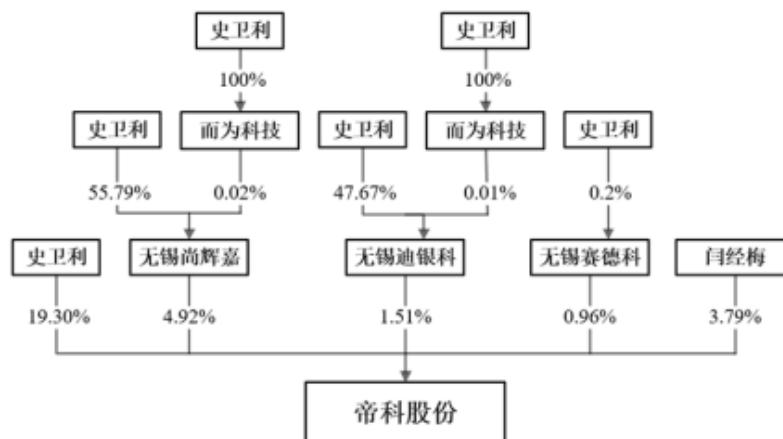 史卫利
史卫利
100%
100%
史卫利
而为科技
史卫利
而为科技
史卫利
55.79%
0.02%
47.67%
0.01%
0.2%
史卫利
无锡尚辉嘉
无锡迪银科
无锡赛德科
闫经梅
19.30%
4.92%
1.51%
0.96%
3.79%
帝科股份